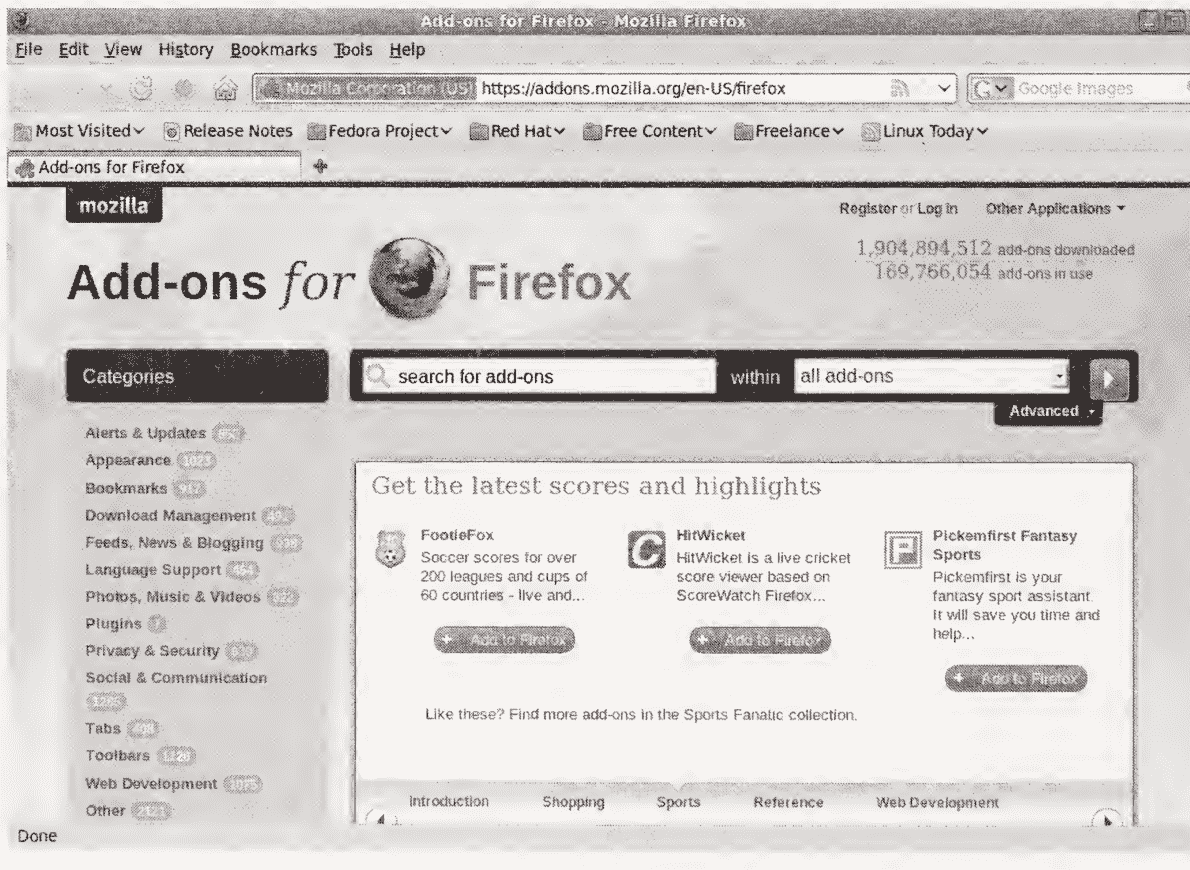 Add-ons for Firefox - Mozilla Firefox
File Edit View History Bookmarks Tools Help
Mozilla Corporation (US) https://addons.mozilla.org/en-US/firefox Google Images
Most Visited Release Notes Fedora Project Red Hat Free Content Freelance Linux Today
Add-ons for Firefox
mozilla
Register or Log in Other Applications
1,904,894,512 add-ons downloaded
169,766,054 add-ons in use
Add-ons for Firefox
Categories
search for add-ons within all add-ons
Advanced
Alerts & Updates
Appearance
Bookmarks
Download Management
Feeds, News & Blogging
Language Support
Photos, Music & Videos
Plugins
Privacy & Security
Social & Communication
Tabs
Toolbars
Web Development
Other
Get the latest scores and highlights
FootieFox
Soccer scores for over
200 leagues and cups of
60 countries - live and...
Add to Firefox
HitWicket
HitWicket is a live cricket
score viewer based on
ScoreWatch Firefox...
Add to Firefox
Pickemfirst Fantasy
Sports
Pickemfirst is your
fantasy sport assistant.
It will save you time and
help...
Add to Firefox
Like these? Find more add-ons in the Sports Fanatic collection.
Introduction Shopping Sports Reference Web Development
Done